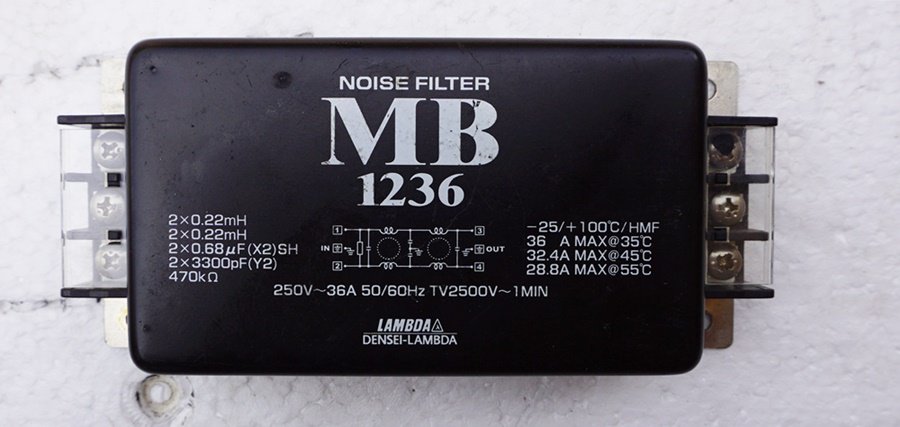 NOISE FILTER
MB
1236
2×0.22mH
2×0.22mH
2×0.68μF(X2)SH
2×3300pF(Y2)
470kΩ
1 3
IN OUT
2 4
-25/+100℃/HMF
36 A MAX@35℃
32.4A MAX@45℃
28.8A MAX@55℃
250V~36A 50/60Hz TV2500V~1MIN
LAMBDA
DENSEI-LAMBDA